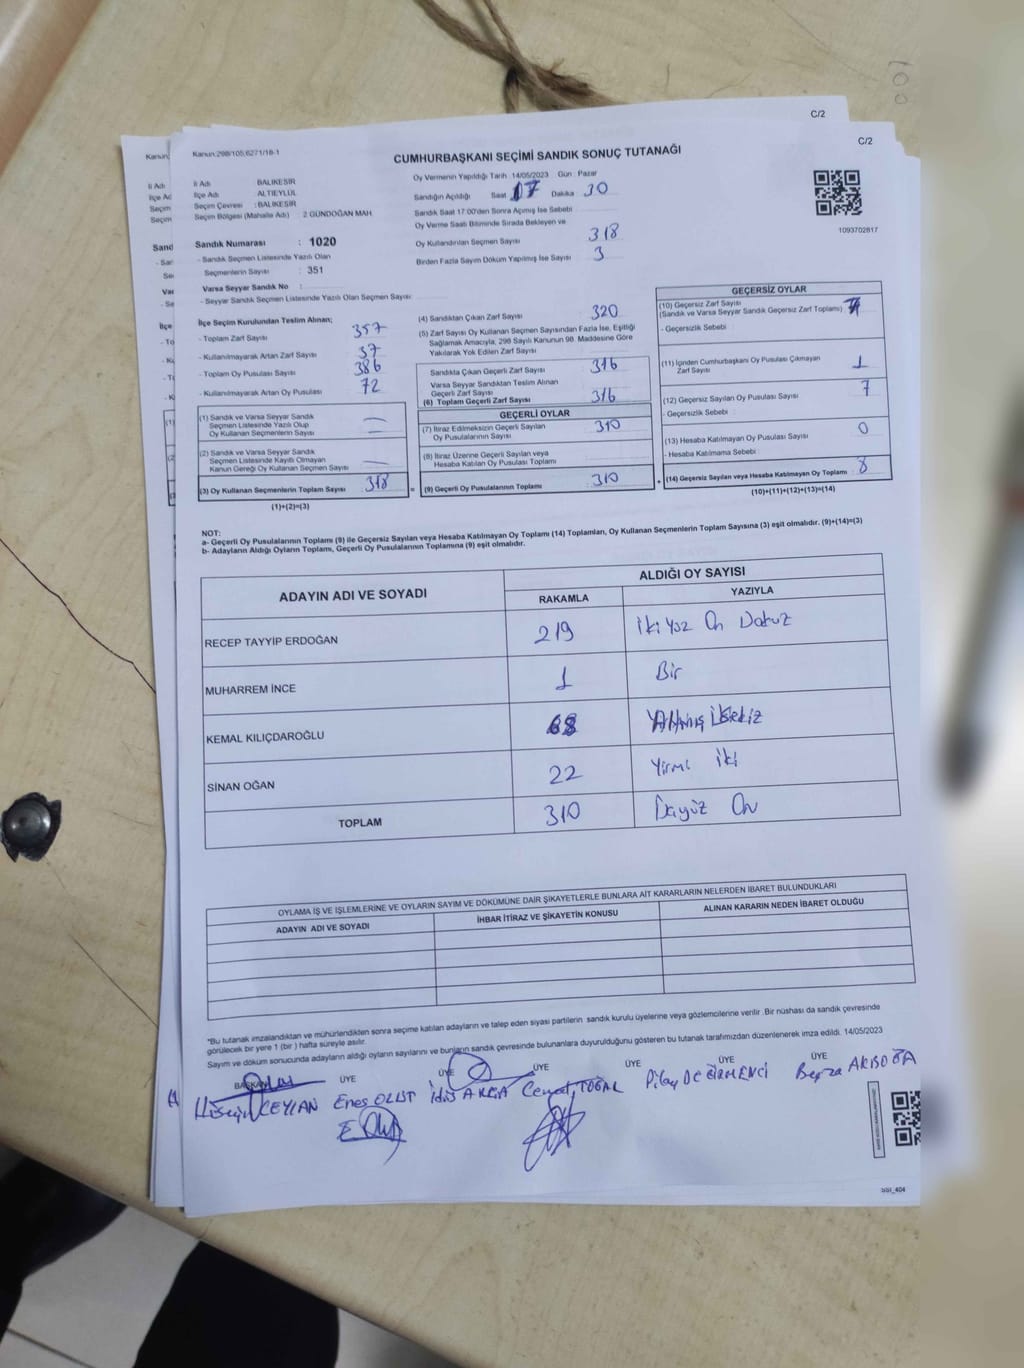 C/2
C/2
Kanun:298/105,6271/18-1
CUMHURBAŞKANI SEÇİMİ SANDIK SONUÇ TUTANAĞI
İl Adı BALIKESİR
İlçe Adı ALTIEYLÜL
Seçim Çevresi : BALIKESİR
Seçim Bölgesi (Mahalle Adı) : 2 GÜNDOĞAN MAH.
Oy Vermenin Yapıldığı Tarih 14/05/2023 Gün : Pazar
Sandığın Açıldığı Saat 17 Dakika 30
Sandık Saat 17.00'den Sonra Açılmış İse Sebebi
Oy Verme Saati Bitiminde Sırada Bekleyen ve
Oy Kullandırılan Seçmen Sayısı 318
Birden Fazla Sayım Döküm Yapılmış İse Sayısı 3
1093702817
Sandık Numarası : 1020
- Sandık Seçmen Listesinde Yazılı Olan
Seçmenlerin Sayısı : 351
Varsa Seyyar Sandık No :
- Seyyar Sandık Seçmen Listesinde Yazılı Olan Seçmen Sayısı
İlçe Seçim Kurulundan Teslim Alınan;
- Toplam Zarf Sayısı 357
- Kullanılmayarak Artan Zarf Sayısı 37
- Toplam Oy Pusulası Sayısı 386
- Kullanılmayarak Artan Oy Pusulası 72
(1) Sandık ve Varsa Seyyar Sandık
Seçmen Listesinde Yazılı Olup
Oy Kullanan Seçmenlerin Sayısı
(2) Sandık ve Varsa Seyyar Sandık
Seçmen Listesinde Kayıtlı Olmayan
Kanun Gereği Oy Kullanan Seçmen Sayısı
(3) Oy Kullanan Seçmenlerin Toplam Sayısı 318
(1)+(2)=(3)
(4) Sandıktan Çıkan Zarf Sayısı 320
(5) Zarf Sayısı Oy Kullanan Seçmen Sayısından Fazla İse, Eşitliği
Sağlamak Amacıyla, 298 Sayılı Kanunun 98. Maddesine Göre
Yakılarak Yok Edilen Zarf Sayısı
Sandıkta Çıkan Geçerli Zarf Sayısı 316
Varsa Seyyar Sandıktan Teslim Alınan
Geçerli Zarf Sayısı
(6) Toplam Geçerli Zarf Sayısı 316
GEÇERLİ OYLAR
(7) İtiraz Edilmeksizin Geçerli Sayılan
Oy Pusulalarının Sayısı 310
(8) İtiraz Üzerine Geçerli Sayılan veya
Hesaba Katılan Oy Pusulası Toplamı
(9) Geçerli Oy Pusulalarının Toplamı 310
GEÇERSİZ OYLAR
(10) Geçersiz Zarf Sayısı
(Sandık ve Varsa Seyyar Sandık Geçersiz Zarf Toplamı)
- Geçersizlik Sebebi
(11) İçinden Cumhurbaşkanı Oy Pusulası Çıkmayan
Zarf Sayısı 1
(12) Geçersiz Sayılan Oy Pusulası Sayısı 7
- Geçersizlik Sebebi
(13) Hesaba Katılmayan Oy Pusulası Sayısı 0
- Hesaba Katılmama Sebebi
(14) Geçersiz Sayılan veya Hesaba Katılmayan Oy Toplamı 8
(10)+(11)+(12)+(13)=(14)
NOT:
a- Geçerli Oy Pusulalarının Toplamı (9) ile Geçersiz Sayılan veya Hesaba Katılmayan Oy Toplamı (14) Toplamları, Oy Kullanan Seçmenlerin Toplam Sayısına (3) eşit olmalıdır. (9)+(14)=(3)
b- Adayların Aldığı Oyların Toplamı, Geçerli Oy Pusulalarının Toplamına (9) eşit olmalıdır.
ADAYIN ADI VE SOYADI ALDIĞI OY SAYISI
RAKAMLA YAZIYLA
RECEP TAYYİP ERDOĞAN 219 İki Yüz On Dokuz
MUHARREM İNCE 1 Bir
KEMAL KILIÇDAROĞLU 68 Altmış Sekiz
SİNAN OĞAN 22 Yirmi İki
TOPLAM 310 Üçyüz On
OYLAMA İŞ VE İŞLEMLERİNE VE OYLARIN SAYIM VE DÖKÜMÜNE DAİR ŞİKAYETLERLE BUNLARA AİT KARARLARIN NELERDEN İBARET BULUNDUKLARI
ADAYIN ADI VE SOYADI İHBAR İTİRAZ VE ŞİKAYETİN KONUSU ALINAN KARARIN NEDEN İBARET OLDUĞU
*Bu tutanak imzalandıktan ve mühürlendikten sonra seçime katılan adayların ve talep eden siyasi partilerin sandık kurulu üyelerine veya gözlemcilerine verilir. Bir nüshası da sandık çevresinde
görülecek bir yere 1 (bir) hafta süreyle asılır.
Sayım ve döküm sonucunda adayların aldığı oyların sayılarını ve bunların sandık çevresinde bulunanlara duyurulduğunu gösteren bu tutanak tarafımızdan düzenlenerek imza edildi. 14/05/2023
BAŞKAN ÜYE ÜYE ÜYE ÜYE ÜYE ÜYE
Hüseyin CEYLAN Enes İdris AKÇA Cemal TOĞAL Pilay DEĞİRMENCİ Beyza AKBOĞA
SSI_404